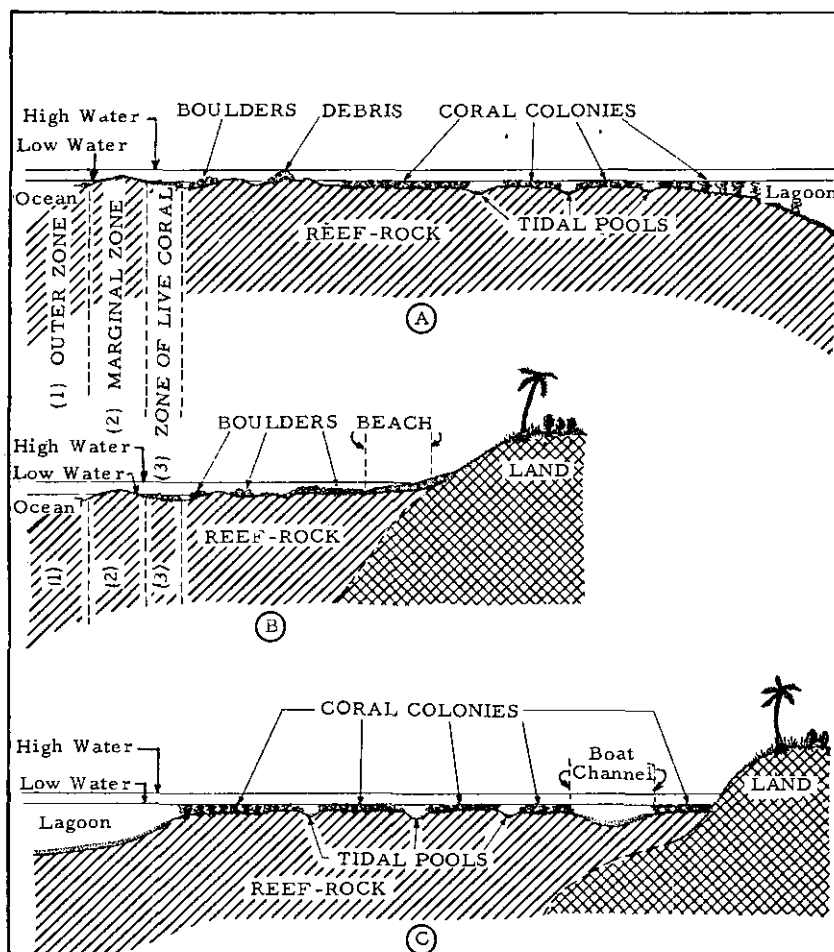 BOULDERS DEBRIS CORAL COLONIES
High Water
Low Water
Ocean
Lagoon
REEF-ROCK
TIDAL POOLS
(1) OUTER ZONE
(2) MARGINAL ZONE
(3) ZONE OF LIVE CORAL
A
BOULDERS BEACH
High Water
Low Water
Ocean
LAND
REEF-ROCK
(1)
(2)
(3)
B
CORAL COLONIES
High Water
Boat
Channel
Low Water
LAND
Lagoon
TIDAL POOLS
REEF-ROCK
C